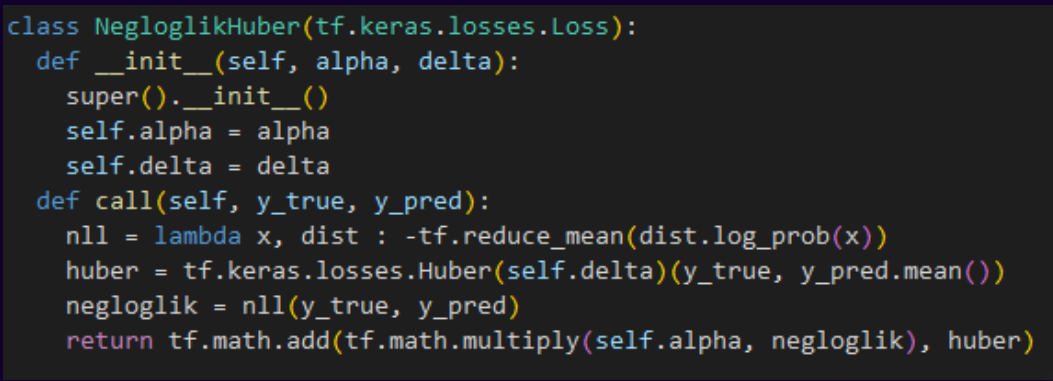 class NegloglikHuber(tf.keras.losses.Loss):
  def __init__(self, alpha, delta):
    super().__init__()
    self.alpha = alpha
    self.delta = delta
  def call(self, y_true, y_pred):
    nll = lambda x, dist : -tf.reduce_mean(dist.log_prob(x))
    huber = tf.keras.losses.Huber(self.delta)(y_true, y_pred.mean())
    negloglik = nll(y_true, y_pred)
    return tf.math.add(tf.math.multiply(self.alpha, negloglik), huber)